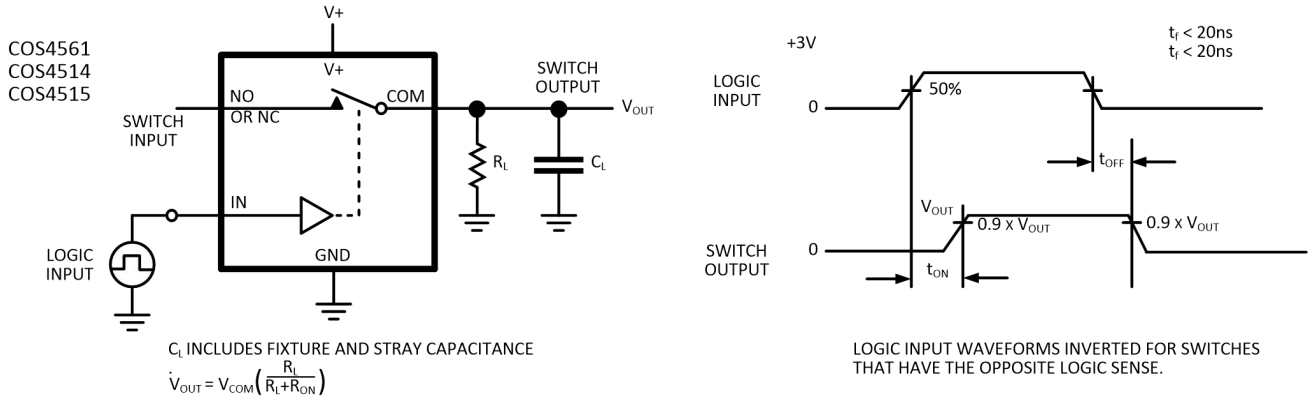 COS4561
COS4514
COS4515
V+
V+
NO
OR NC
COM
SWITCH
INPUT
SWITCH
OUTPUT
V_OUT
R_L
C_L
IN
LOGIC
INPUT
GND
C_L INCLUDES FIXTURE AND STRAY CAPACITANCE
V_OUT = V_COM(R_L/R_L+R_ON)
+3V
t_f < 20ns
t_f < 20ns
LOGIC
INPUT
0
50%
t_OFF
V_OUT
0.9 x V_OUT
0.9 x V_OUT
SWITCH
OUTPUT
0
t_ON
LOGIC INPUT WAVEFORMS INVERTED FOR SWITCHES
THAT HAVE THE OPPOSITE LOGIC SENSE.